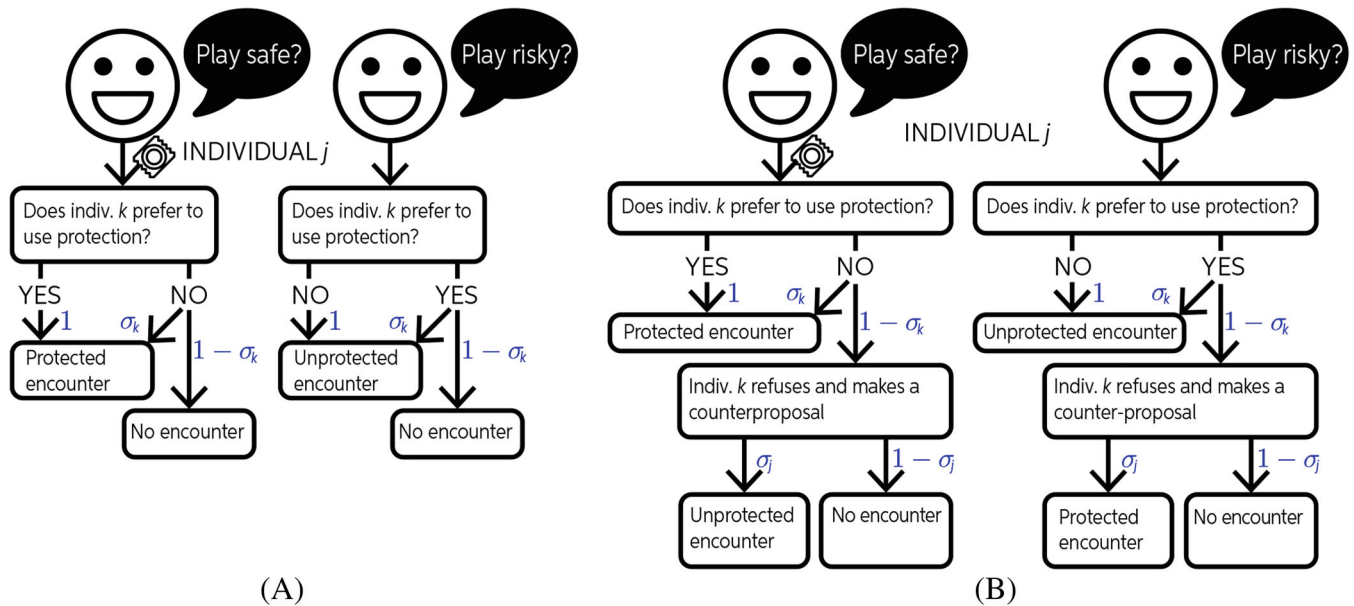 Play safe?
Play risky?
INDIVIDUAL j
Does indiv. k prefer to
use protection?
Does indiv. k prefer to
use protection?
YES
NO
NO
YES
1
σk
1
σk
1 − σk
1 − σk
Protected
encounter
Unprotected
encounter
No encounter
No encounter
(A)
Play safe?
Play risky?
INDIVIDUAL j
Does indiv. k prefer to use protection?
Does indiv. k prefer to use protection?
YES
NO
NO
YES
1
σk
1
σk
1 − σk
1 − σk
Protected encounter
Unprotected encounter
Indiv. k refuses and makes a
counterproposal
Indiv. k refuses and makes a
counter-proposal
σj
1 − σj
σj
1 − σj
Unprotected
encounter
No encounter
Protected
encounter
No encounter
(B)